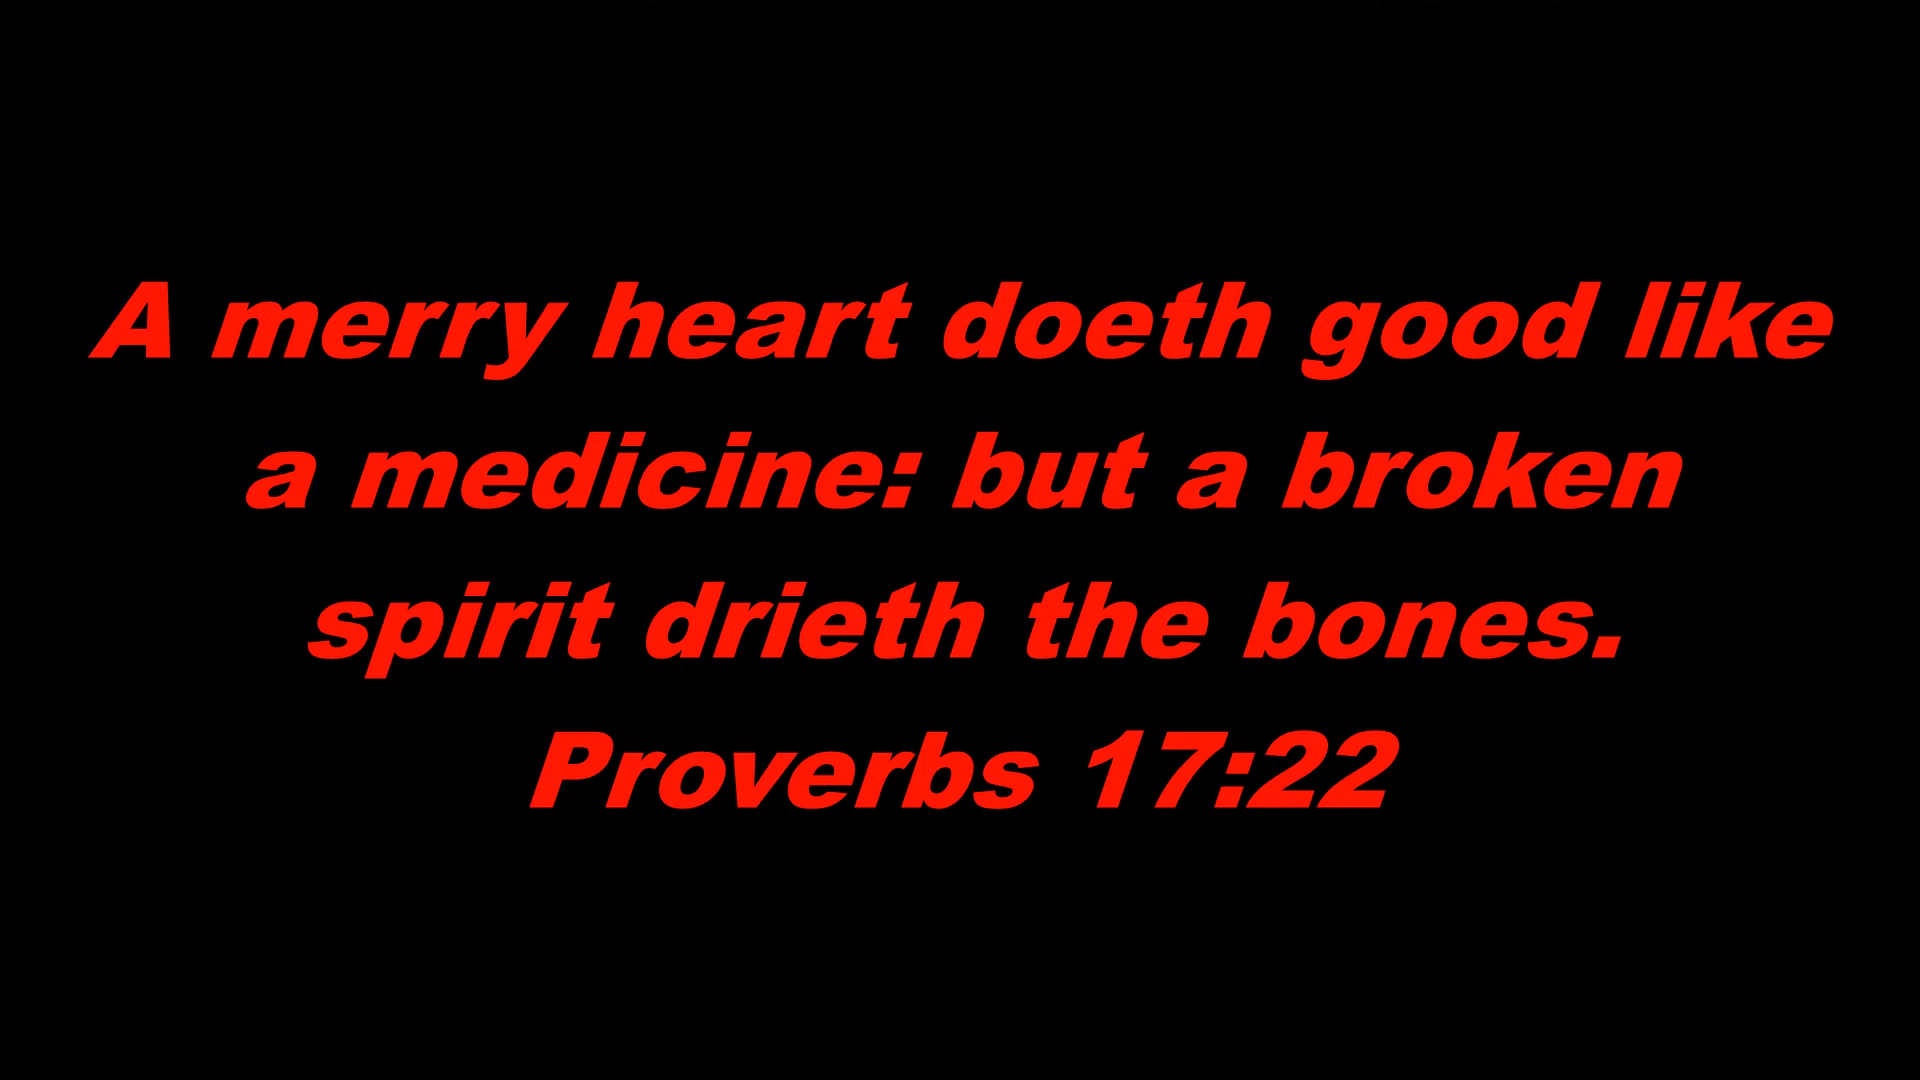 A merry heart doeth good like
a medicine: but a broken
spirit drieth the bones.
Proverbs 17:22